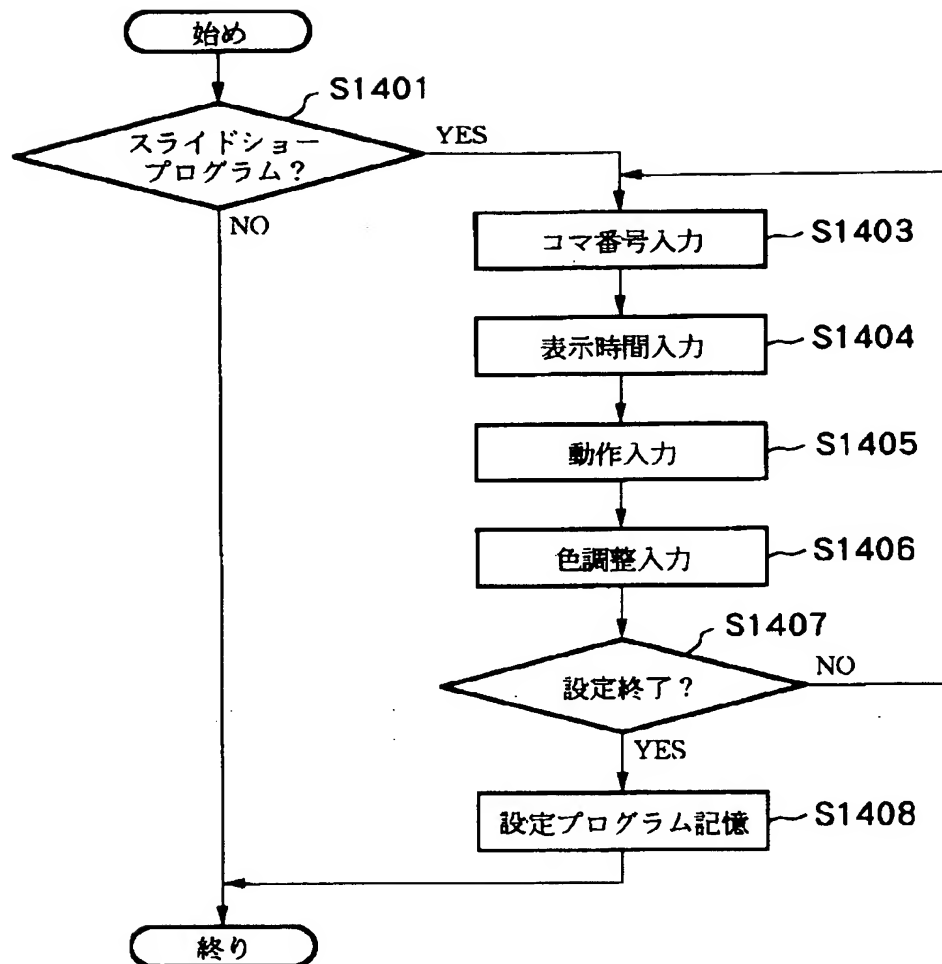 始め
S1401
スライドショー
プログラム？
YES
NO
コマ番号入力
S1403
表示時間入力
S1404
動作入力
S1405
色調整入力
S1406
S1407
設定終了？
NO
YES
設定プログラム記憶
S1408
終り